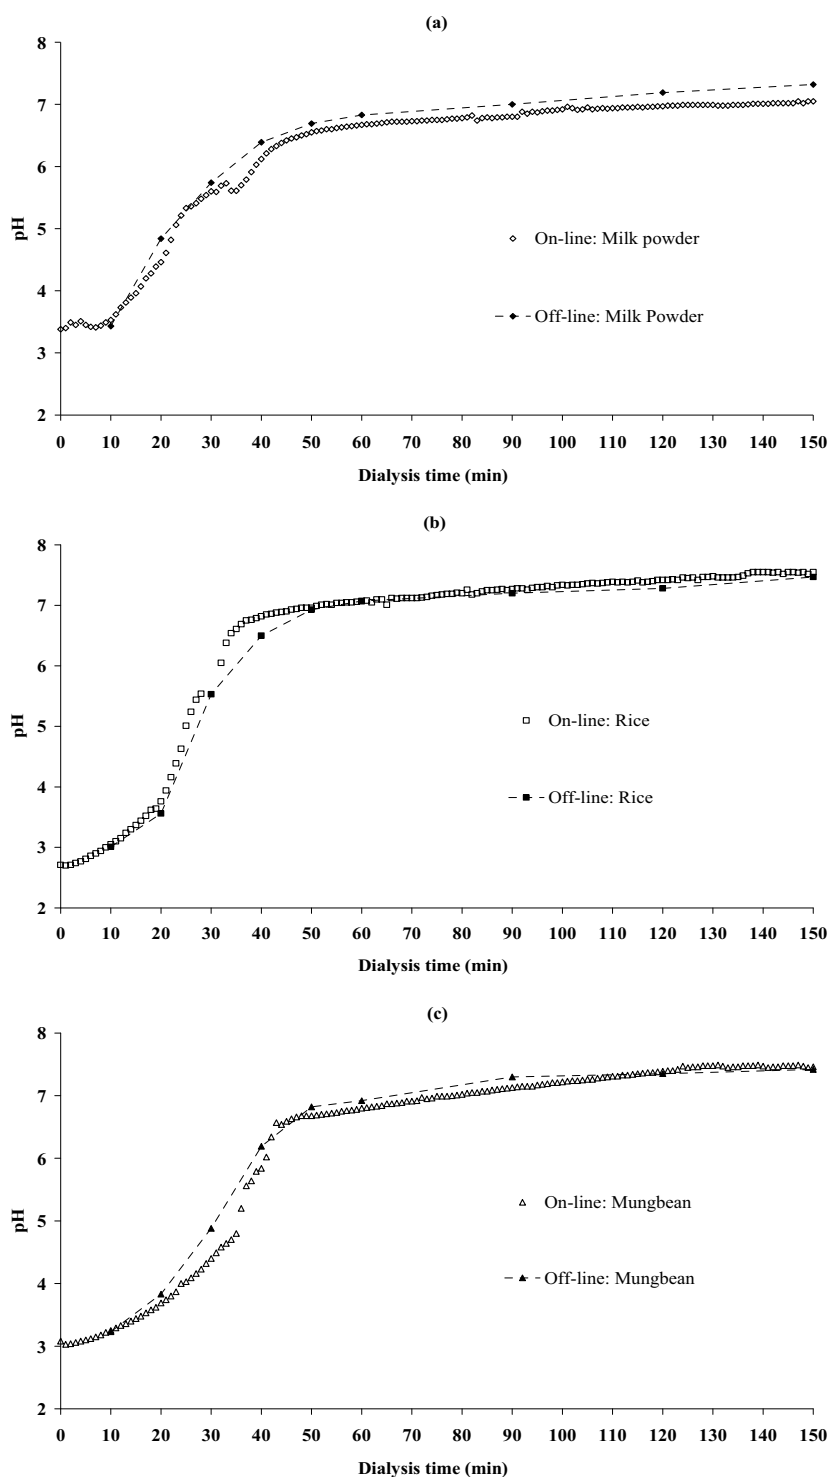 (a)
8
7
6
5
4
3
2
pH
On-line: Milk powder
Off-line: Milk Powder
0 10 20 30 40 50 60 70 80 90 100 110 120 130 140 150
Dialysis time (min)
(b)
8
7
6
5
4
3
2
pH
On-line: Rice
Off-line: Rice
0 10 20 30 40 50 60 70 80 90 100 110 120 130 140 150
Dialysis time (min)
(c)
8
7
6
5
4
3
2
pH
On-line: Mungbean
Off-line: Mungbean
0 10 20 30 40 50 60 70 80 90 100 110 120 130 140 150
Dialysis time (min)